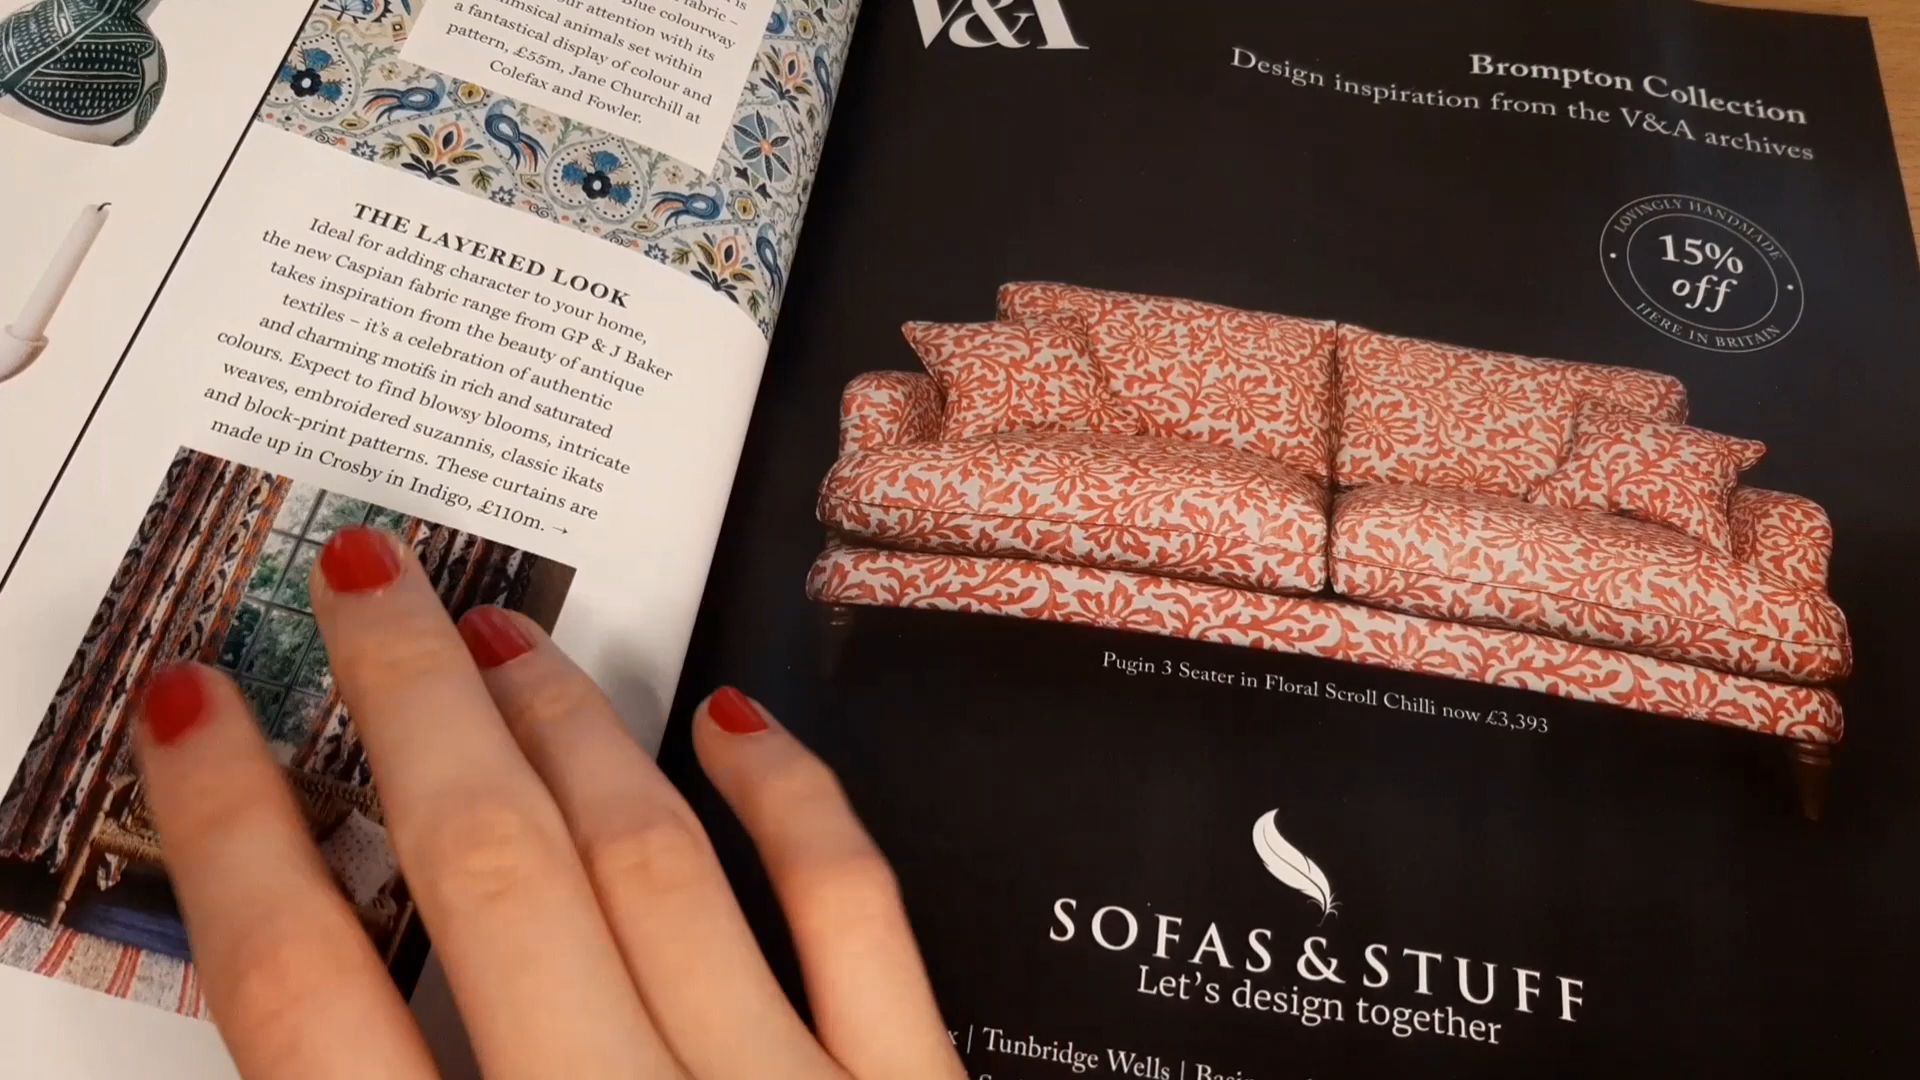 is
fabric –
Blue colourway
our attention with its
whimsical animals set within
a fantastical display of colour and
pattern, £55m, Jane Churchill at
Colefax and Fowler.
THE LAYERED LOOK
Ideal for adding character to your home,
the new Caspian fabric range from GP & J Baker
takes inspiration from the beauty of antique
textiles – it's a celebration of authentic
and charming motifs in rich and saturated
colours. Expect to find blowsy blooms, intricate
weaves, embroidered suzannis, classic ikats
and block-print patterns. These curtains are
made up in Crosby in Indigo, £110m. →
V&A
Brompton Collection
Design inspiration from the V&A archives
LOVINGLY HANDMADE
15%
off
HERE IN BRITAIN
Pugin 3 Seater in Floral Scroll Chilli now £3,393
SOFAS & STUFF
Let's design together
| Tunbridge Wells |